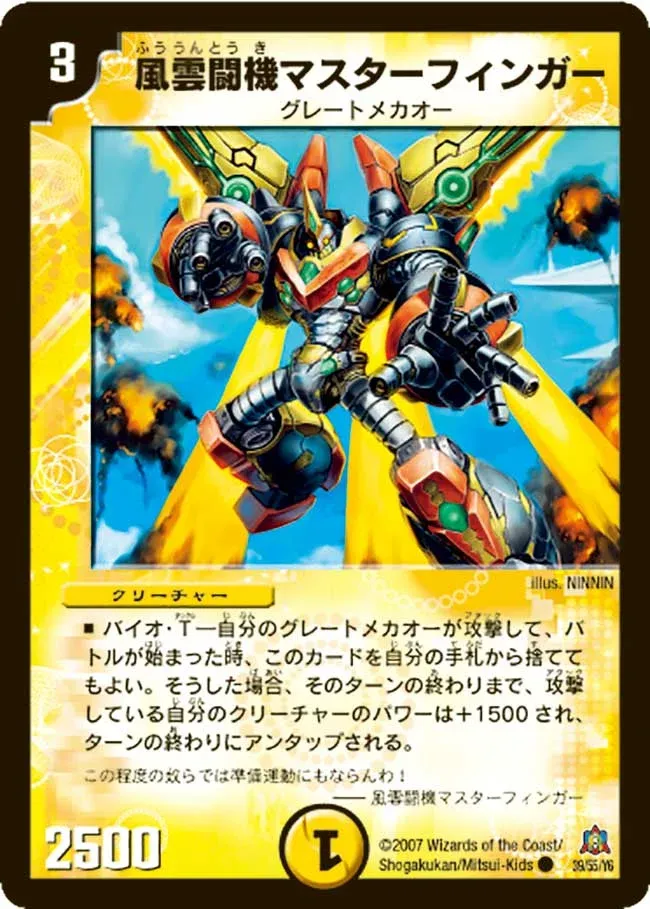 3
ふううんとうき
風雲闘機マスターフィンガー
グレートメカオー
illus. NINNIN
クリーチャー
■ バイオ・T―自分のグレートメカオーが攻撃して、バ
トルが始まった時、このカードを自分の手札から捨てて
もよい。そうした場合、そのターンの終わりまで、攻撃
している自分のクリーチャーのパワーは+1500され、
ターンの終わりにアンタップされる。
この程度の奴らでは準備運動にもならんわ!
―― 風雲闘機マスターフィンガー
2500
1
©2007 Wizards of the Coast/
Shogakukan/Mitsui-Kids ● 39/55/Y6